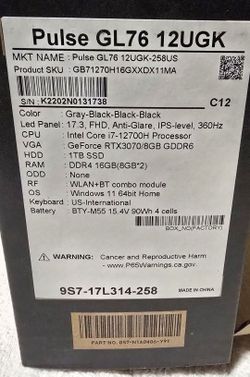 Pulse GL76 12UGK
MKT NAME : Pulse GL76 12UGK-258US
Product SKU : GB71270H16GXXDX11MA
S/N: K2202N0131738
C12
Color : Gray-Black-Black-Black
Led Panel : 17.3, FHD, Anti-Glare, IPS-level, 360Hz
CPU : Intel Core i7-12700H Processor
VGA : GeForce RTX3070/8GB GDDR6
HDD : 1TB SSD
RAM : DDR4 16GB(8GB*2)
ODD : None
RF : WLAN+BT combo module
OS : Windows 11 64bit Home
Keyboard : US-International
Battery : BTY-M55 15.4V 90Wh 4 cells
BOX_NO(FACTORY)
WARNING: Cancer and Reproductive Harm -
www.P65Warnings.ca.gov.
9S7-17L314-258
MADE IN CHINA
PART NO.